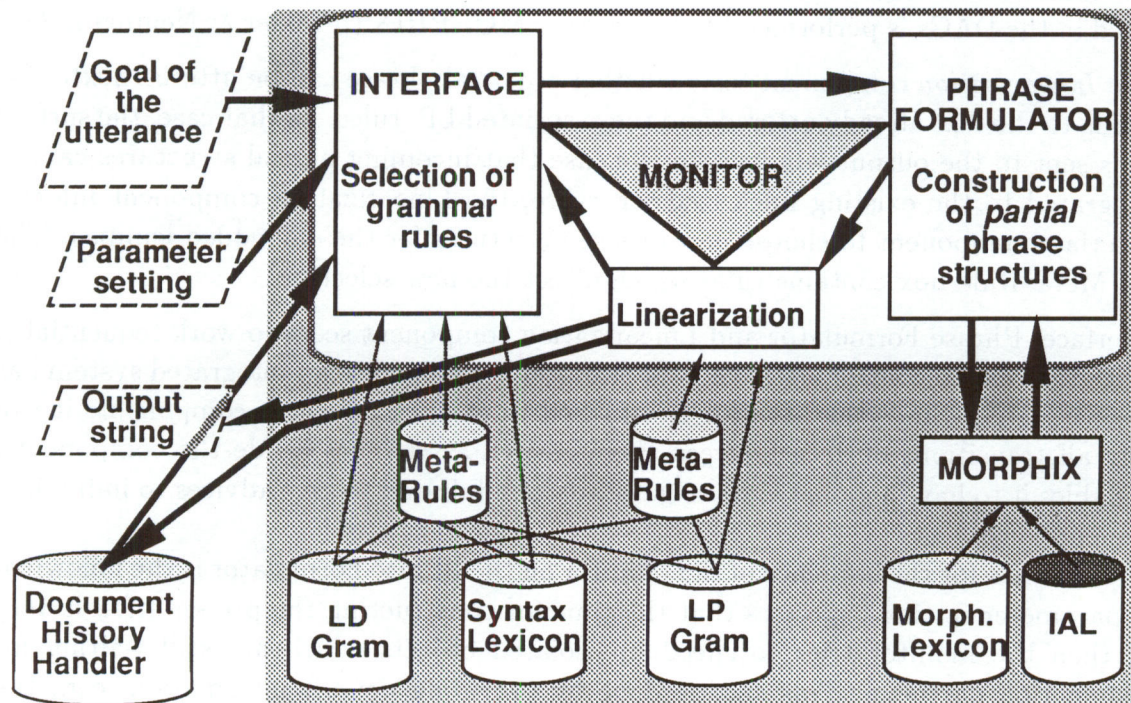 Goal of
the
utterance
Parameter
setting
Output
string
Document
History
Handler
INTERFACE
Selection of
grammar
rules
MONITOR
Linearization
PHRASE
FORMULATOR
Construction
of partial
phrase
structures
Meta-
Rules
Meta-
Rules
MORPHIX
LD
Gram
Syntax
Lexicon
LP
Gram
Morph.
Lexicon
IAL